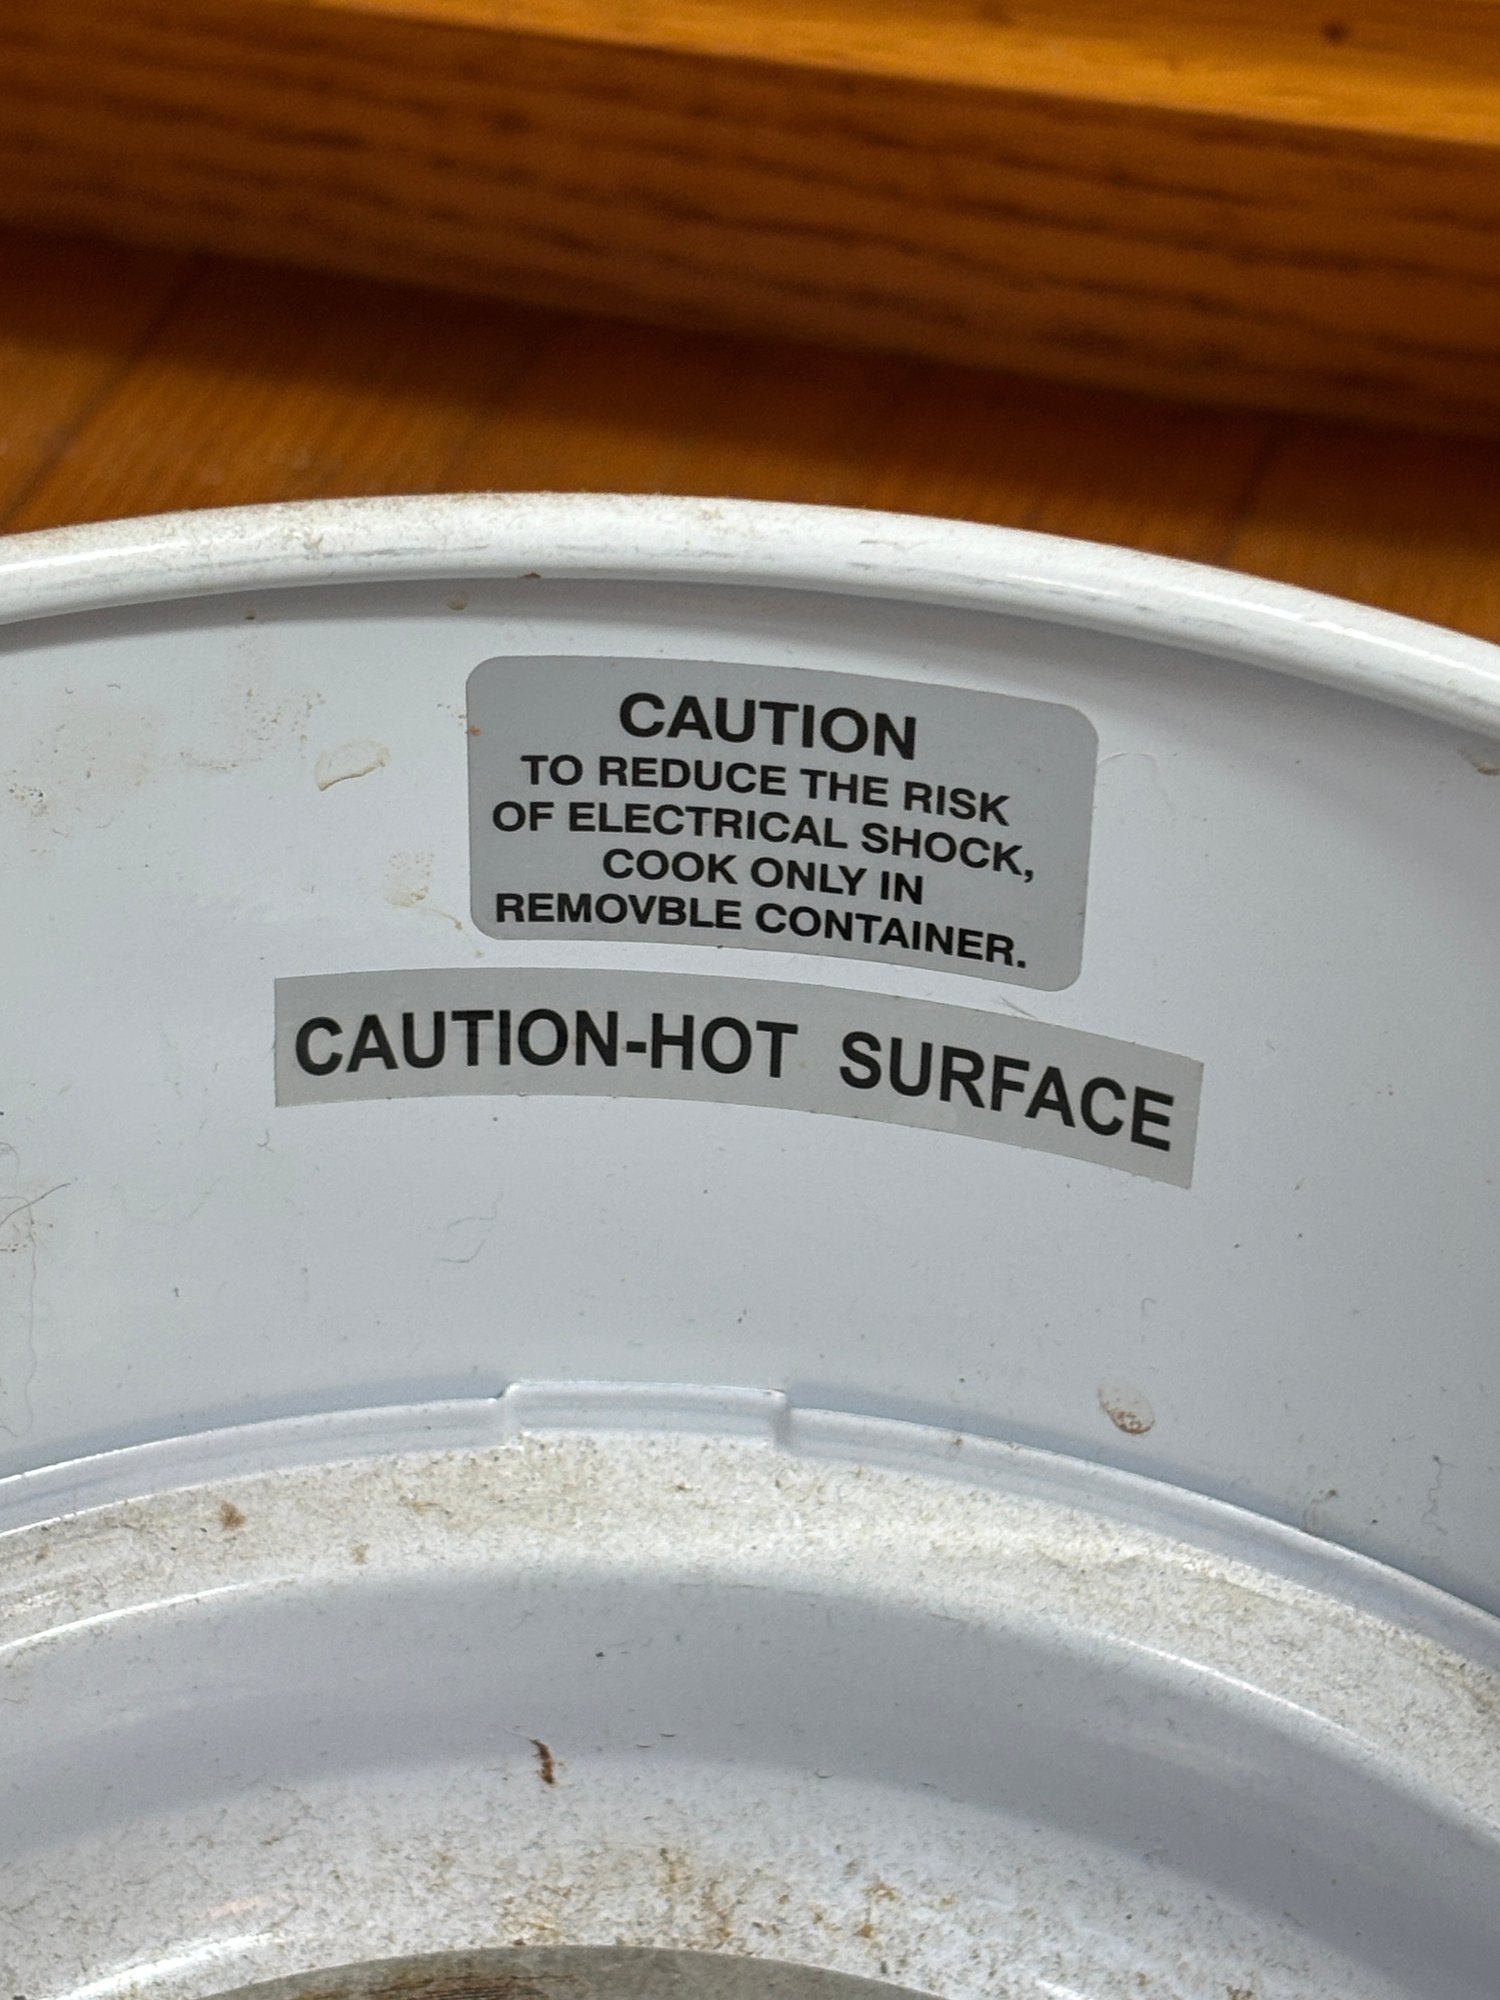 CAUTION
TO REDUCE THE RISK
OF ELECTRICAL SHOCK,
COOK ONLY IN
REMOVBLE CONTAINER.
CAUTION-HOT SURFACE